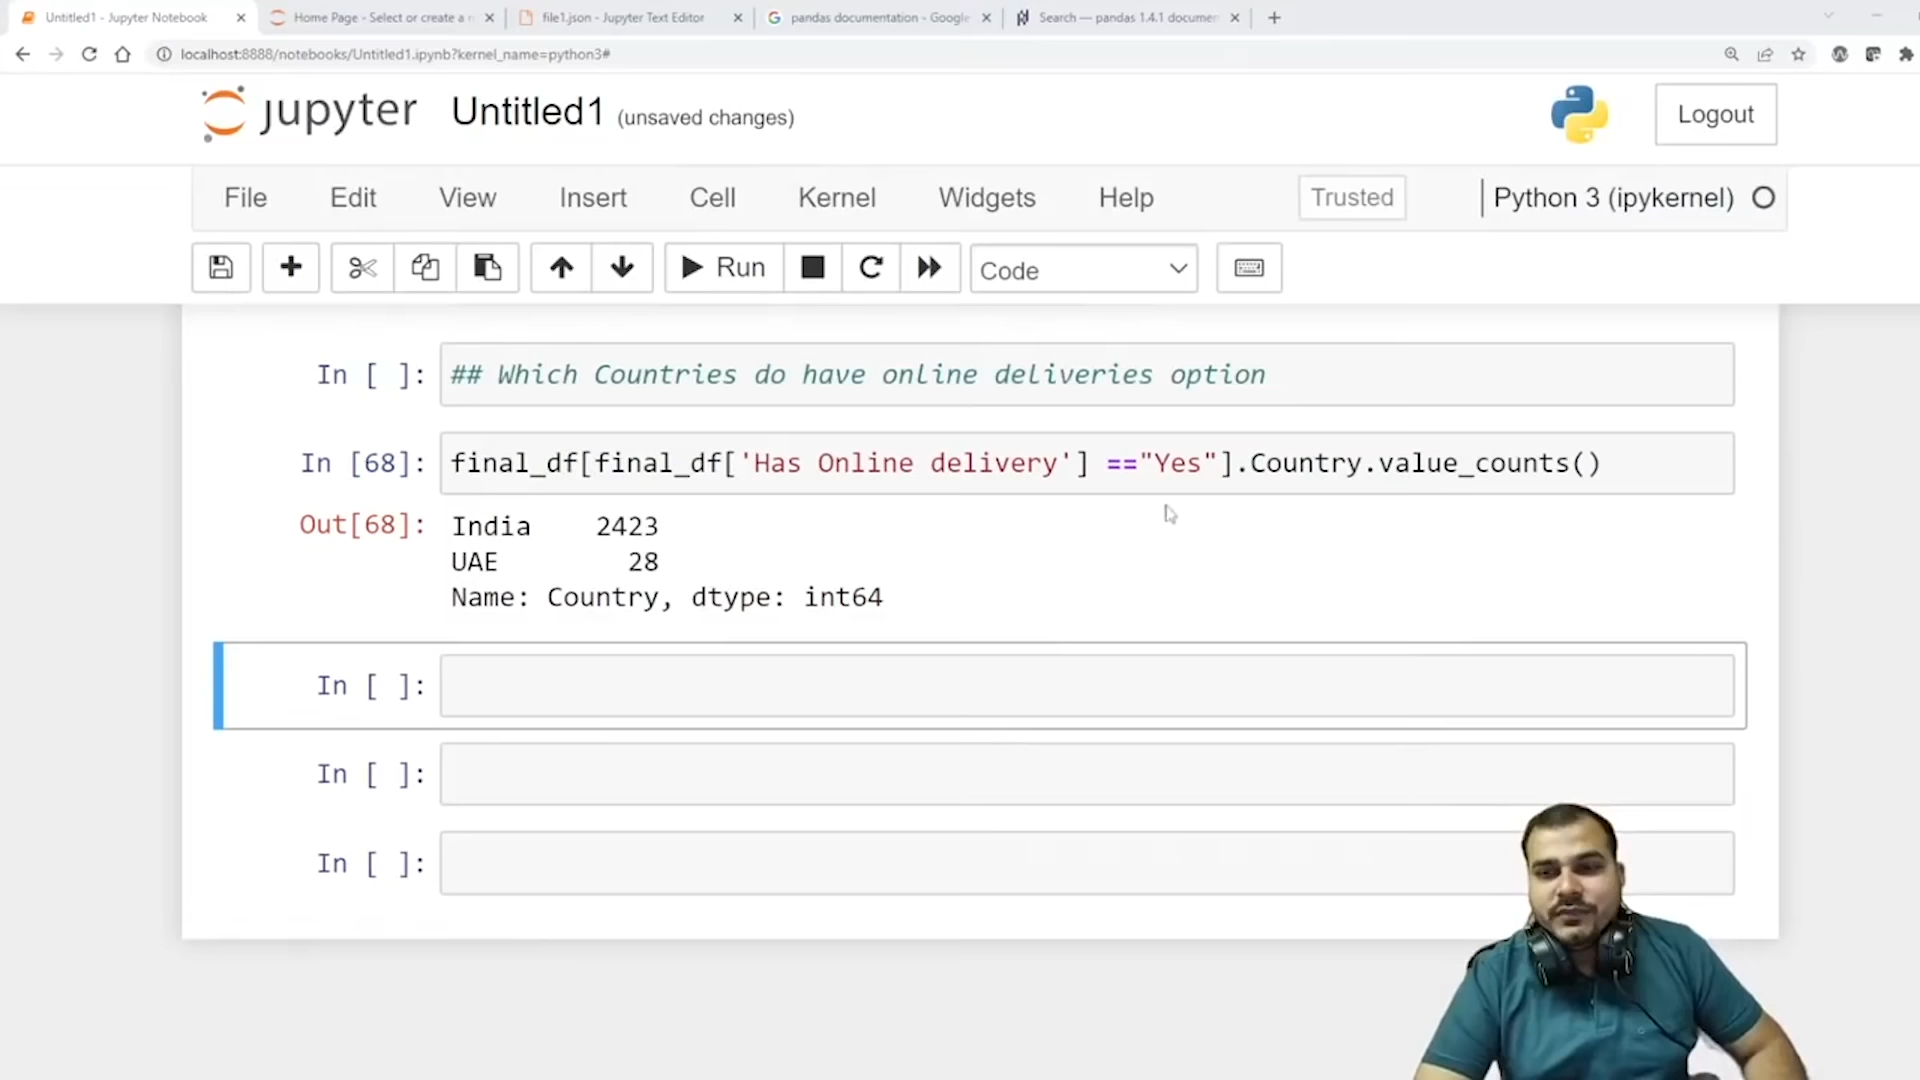 Untitled1 - Jupyter Notebook
Home Page - Select or create a n
file1.json - Jupyter Text Editor
pandas documentation - Google
Search — pandas 1.4.1 documen
localhost:8888/notebooks/Untitled1.ipynb?kernel_name=python3#
jupyter Untitled1 (unsaved changes)
Logout
File Edit View Insert Cell Kernel Widgets Help Trusted Python 3 (ipykernel)
Run Code
In [ ]: ## Which Countries do have online deliveries option
In [68]: final_df[final_df['Has Online delivery'] =="Yes"].Country.value_counts()
Out[68]: India 2423
UAE 28
Name: Country, dtype: int64
In [ ]:
In [ ]:
In [ ]: